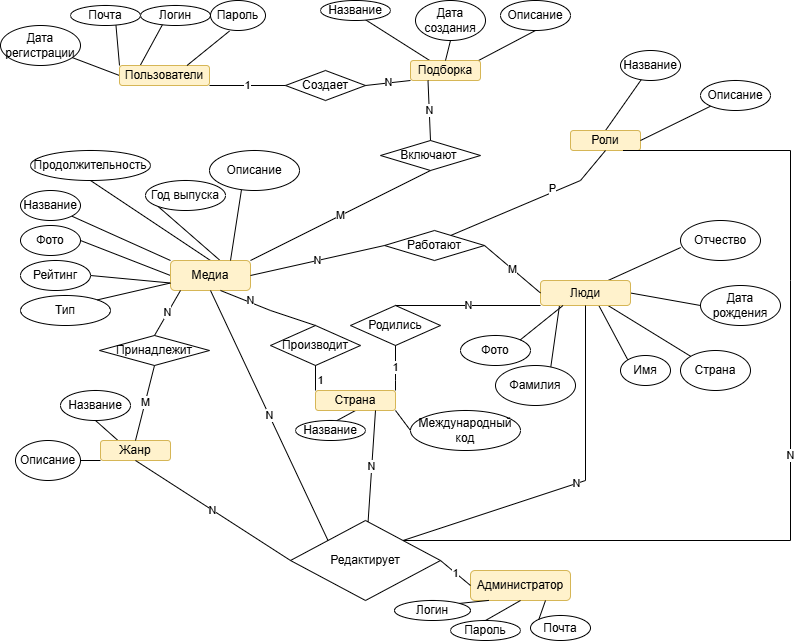 Название
Дата
создания
Описание
Почта
Логин
Пароль
Дата
регистрации
Пользователи
1
Создает
N
Подборка
Название
Описание
Роли
N
Включают
Продолжительность
Год выпуска
Описание
P
Название
M
Фото
Работают
Отчество
N
M
Рейтинг
Медиа
Люди
Тип
N
N
N
Дата
рождения
Родились
Принадлежит
Производит
Фото
1
1
Имя
Страна
Фамилия
Название
M
Страна
N
Название
Международный
код
Жанр
Описание
N
N
N
N
N
Редактирует
1
Администратор
Логин
Пароль
Почта